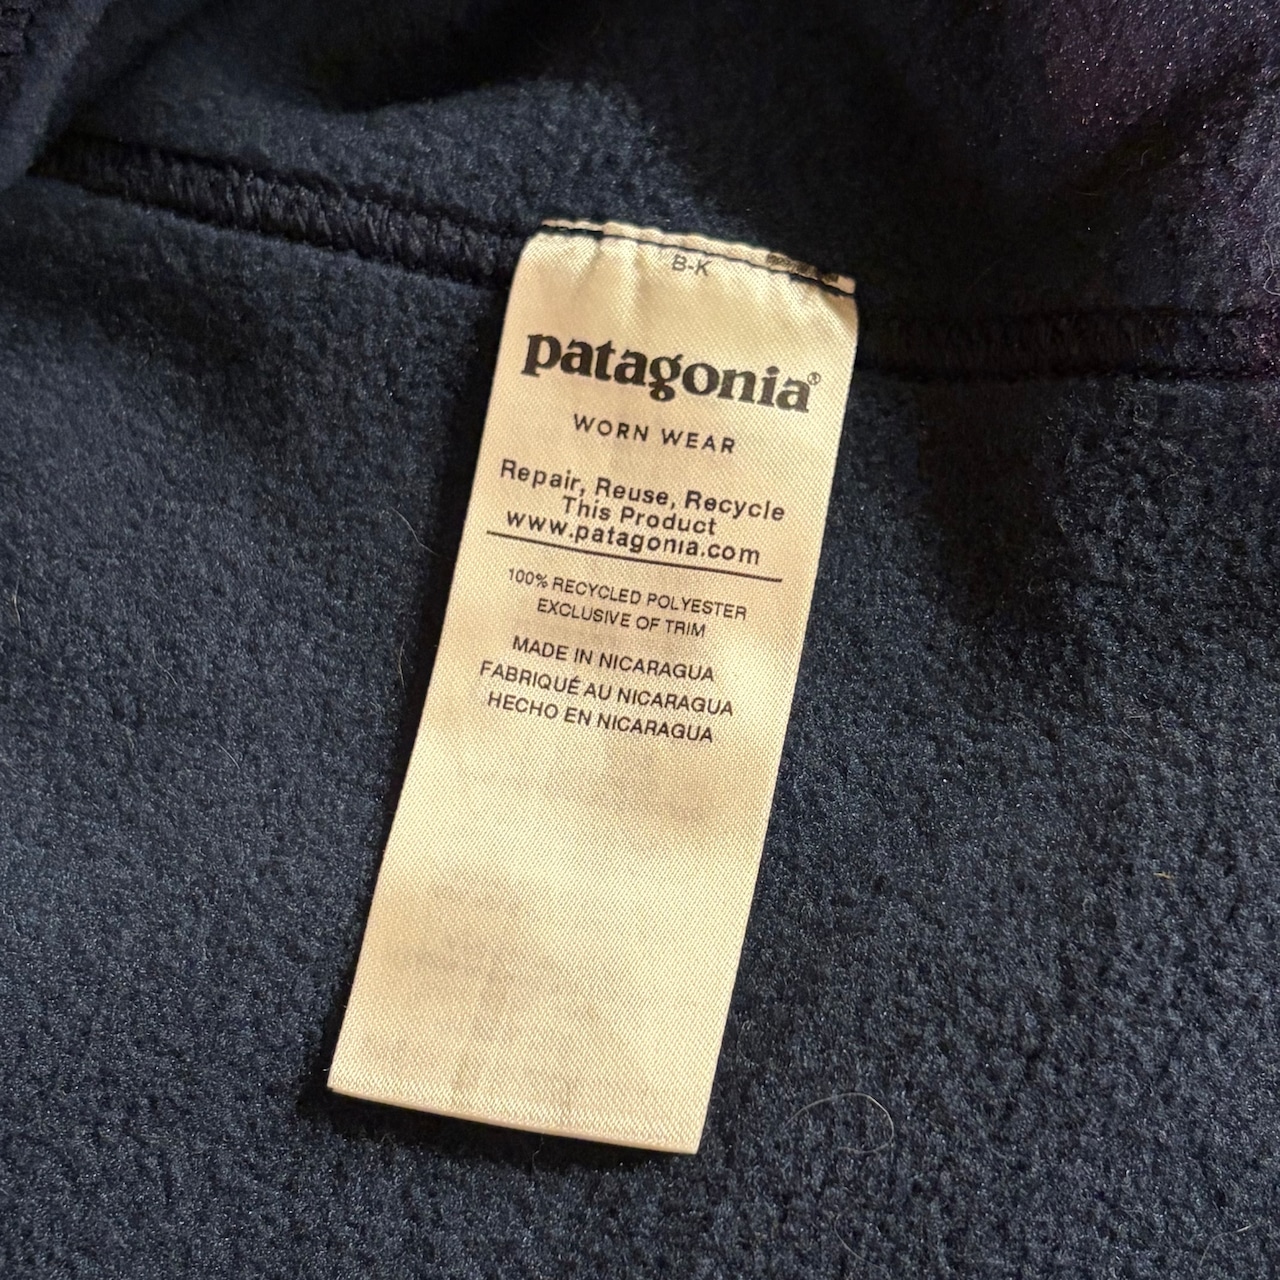 B-K
patagonia®
WORN WEAR
Repair, Reuse, Recycle
This Product
www.patagonia.com
100% RECYCLED POLYESTER
EXCLUSIVE OF TRIM
MADE IN NICARAGUA
FABRIQUÉ AU NICARAGUA
HECHO EN NICARAGUA